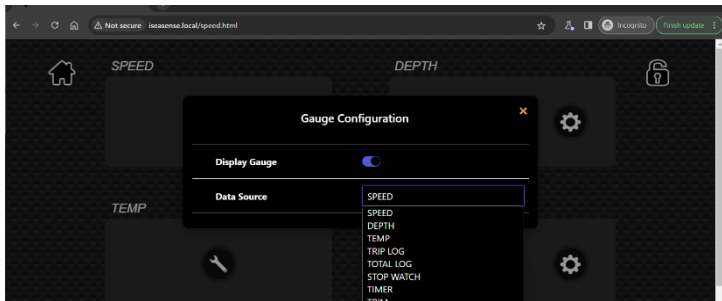 Not secure iseasense.local/speed.html Incognito Finish update
SPEED DEPTH
Gauge Configuration ×
Display Gauge
Data Source SPEED
SPEED
DEPTH
TEMP TEMP
TRIP LOG
TOTAL LOG
STOP WATCH
TIMER
TRIM